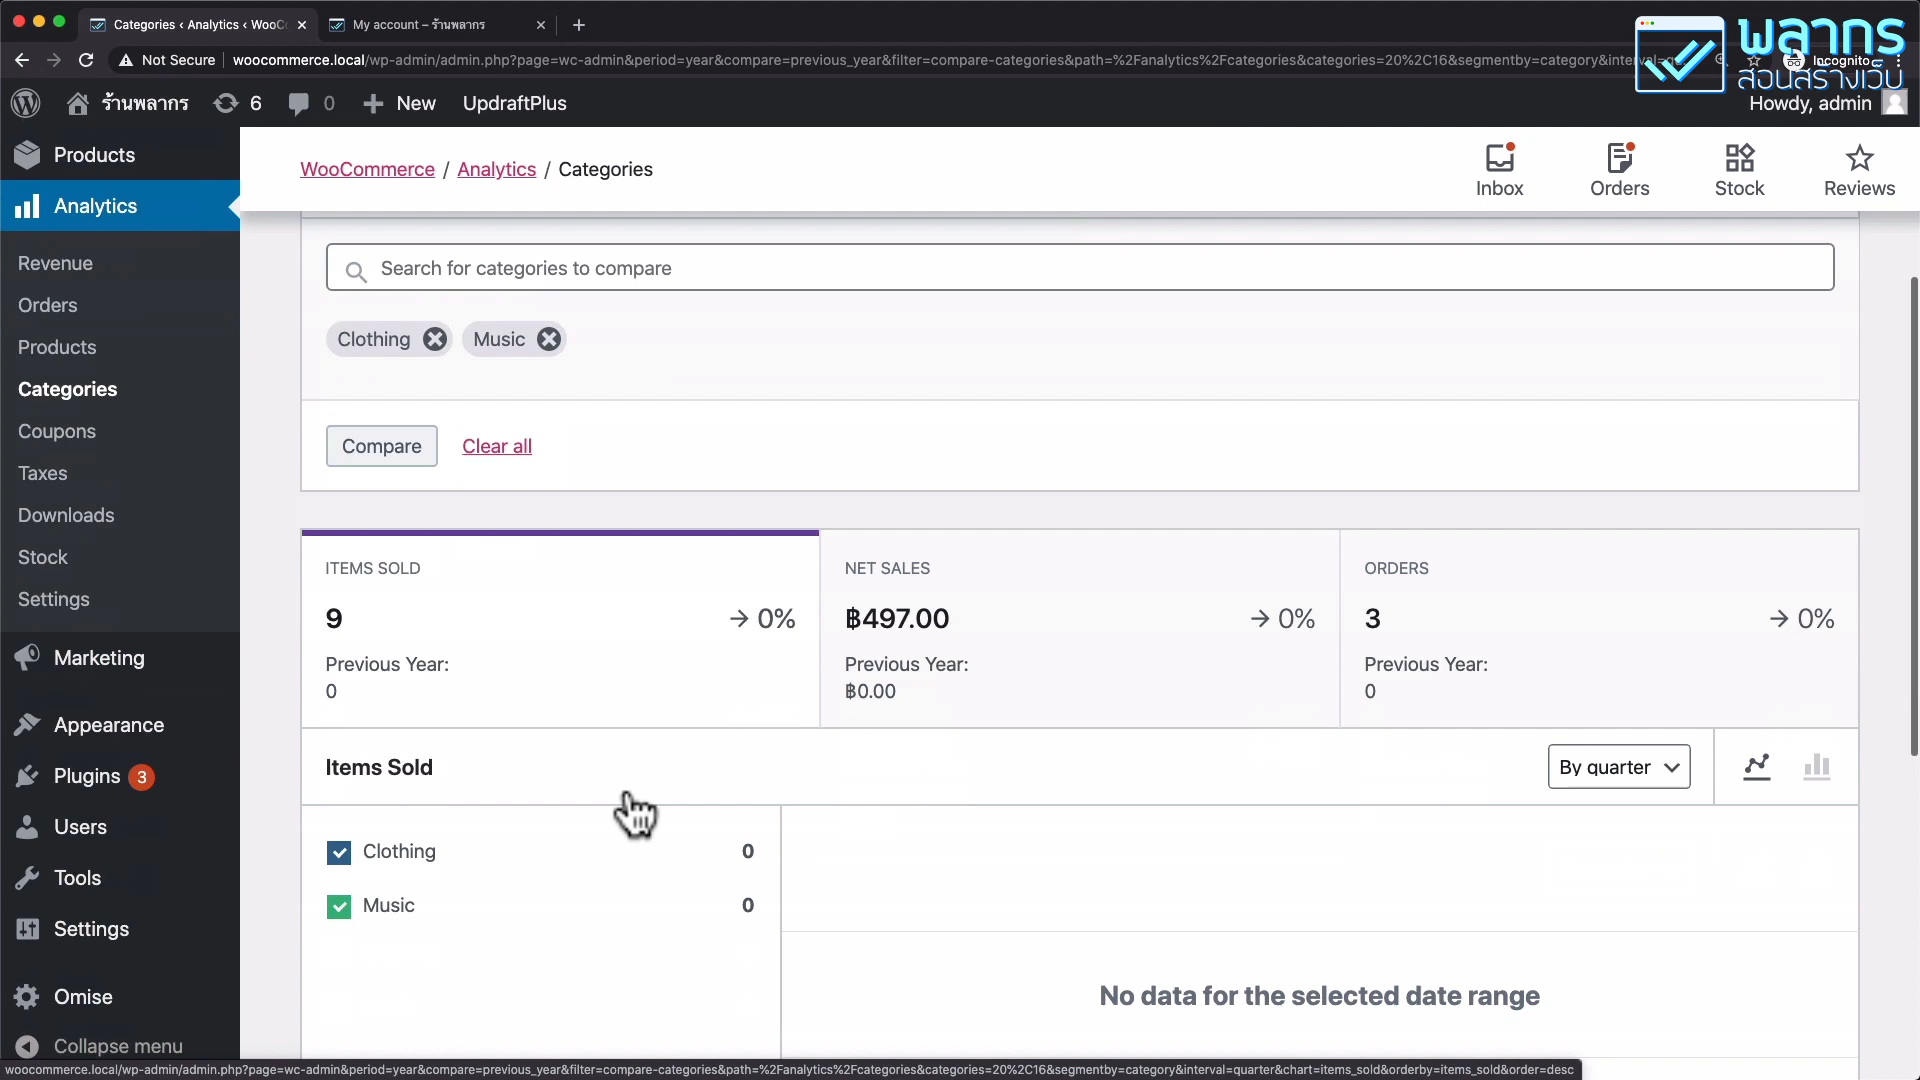 Categories ‹ Analytics ‹ WooC
My account – ร้านพลากร
Not Secure
woocommerce.local/wp-admin/admin.php?page=wc-admin&period=year&compare=previous_year&filter=compare-categories&path=%2Fanalytics%2Fcategories&categories=20%2C16&segmentby=category&interval=q
Incognito
พลากร
สอนสร้างเว็บ
ร้านพลากร
6
0
New
UpdraftPlus
Howdy, admin
Products
Analytics
Revenue
Orders
Products
Categories
Coupons
Taxes
Downloads
Stock
Settings
Marketing
Appearance
Plugins 3
Users
Tools
Settings
Omise
Collapse menu
WooCommerce / Analytics / Categories
Inbox
Orders
Stock
Reviews
Search for categories to compare
Clothing
Music
Compare
Clear all
ITEMS SOLD
9
→ 0%
Previous Year:
0
NET SALES
฿497.00
→ 0%
Previous Year:
฿0.00
ORDERS
3
→ 0%
Previous Year:
0
Items Sold
By quarter
Clothing 0
Music 0
No data for the selected date range
woocommerce.local/wp-admin/admin.php?page=wc-admin&period=year&compare=previous_year&filter=compare-categories&path=%2Fanalytics%2Fcategories&categories=20%2C16&segmentby=category&interval=quarter&chart=items_sold&orderby=items_sold&order=desc